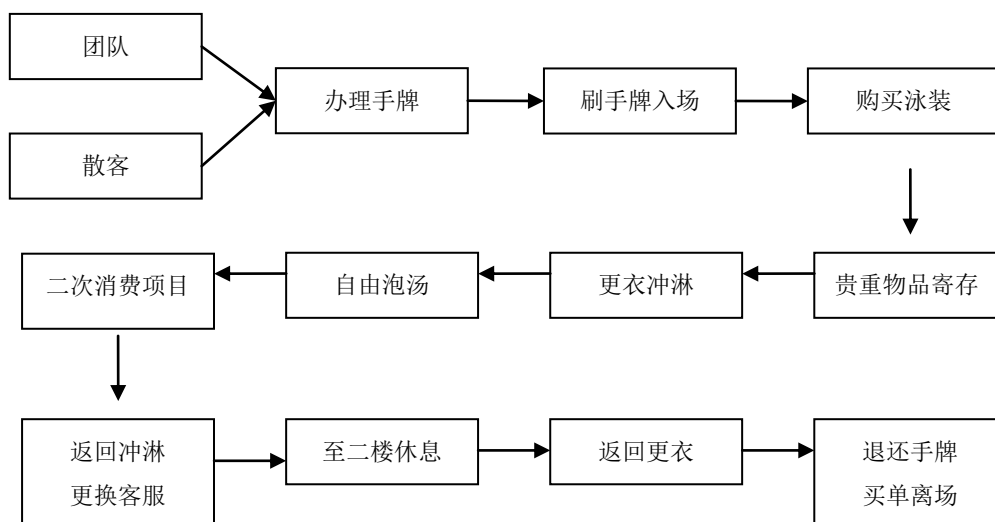 团队
散客
办理手牌
刷手牌入场
购买泳装
贵重物品寄存
更衣冲淋
自由泡汤
二次消费项目
返回冲淋
更换客服
至二楼休息
返回更衣
退还手牌
买单离场